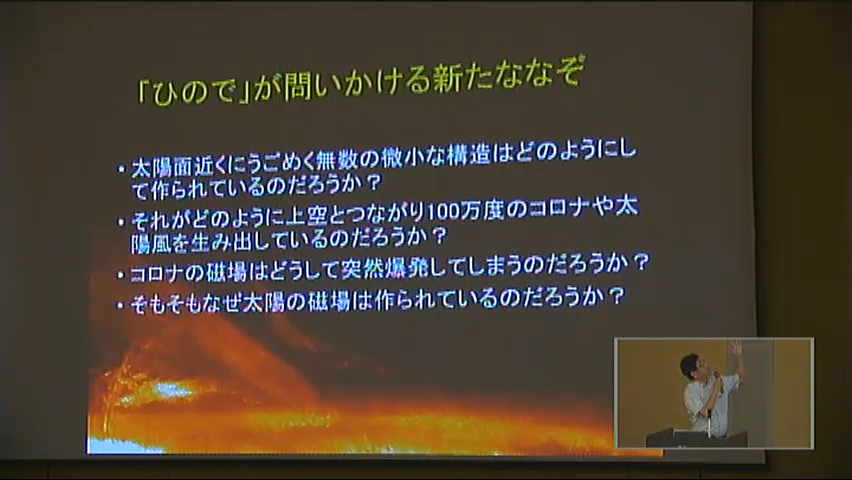 「ひので」が問いかける新たななぞ
・太陽面近くにうごめく無数の微小な構造はどのようにし
て作られているのだろうか？
・それがどのように上空とつながり100万度のコロナや太
陽風を生み出しているのだろうか？
・コロナの磁場はどうして突然爆発してしまうのだろうか？
・そもそもなぜ太陽の磁場は作られているのだろうか？